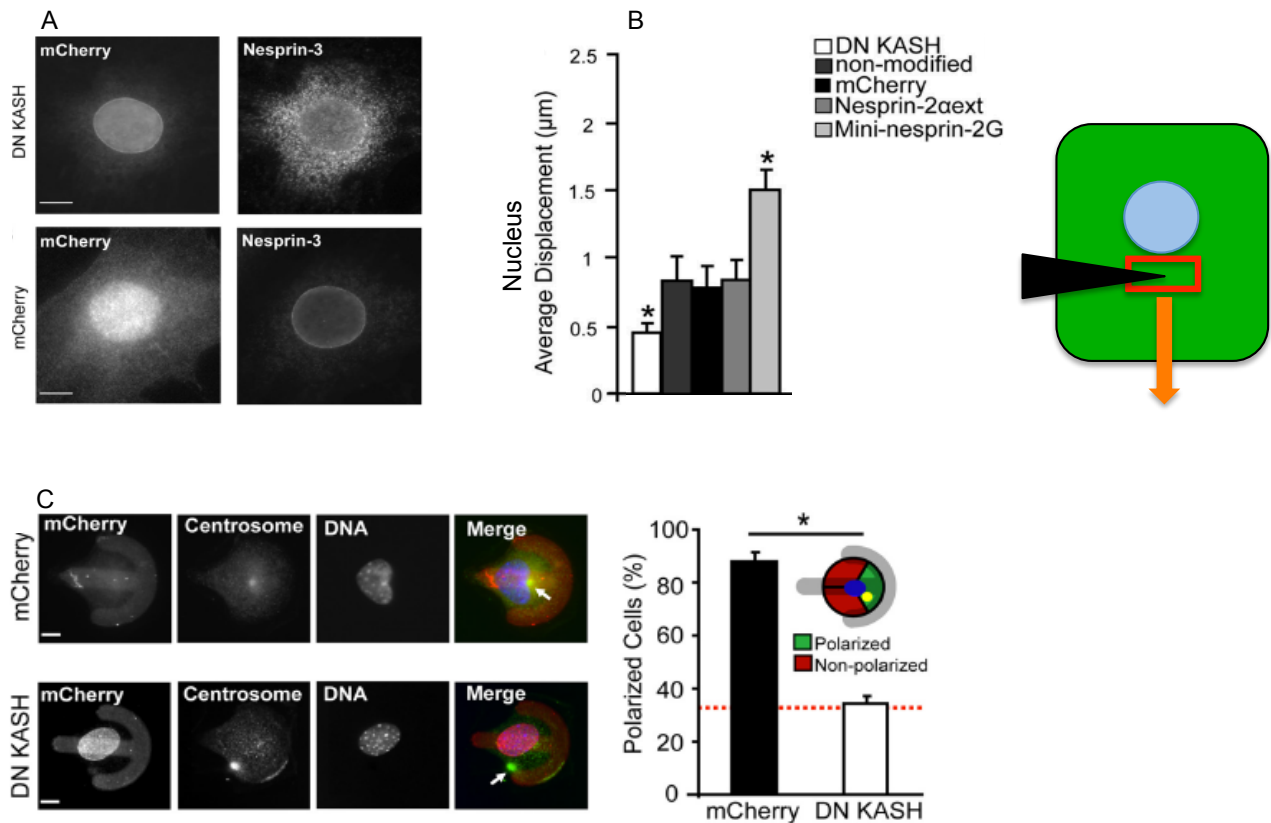 A
mCherry
Nesprin-3
DN KASH
mCherry
Nesprin-3
mCherry
B
DN KASH
non-modified
mCherry
Nesprin-2αext
Mini-nesprin-2G
Nucleus
Average Displacement (μm)
2.5
2
1.5
1
0.5
0
*
*
C
mCherry
Centrosome
DNA
Merge
mCherry
mCherry
Centrosome
DNA
Merge
DN KASH
Polarized Cells (%)
100
80
60
40
20
0
*
Polarized
Non-polarized
mCherry
DN KASH